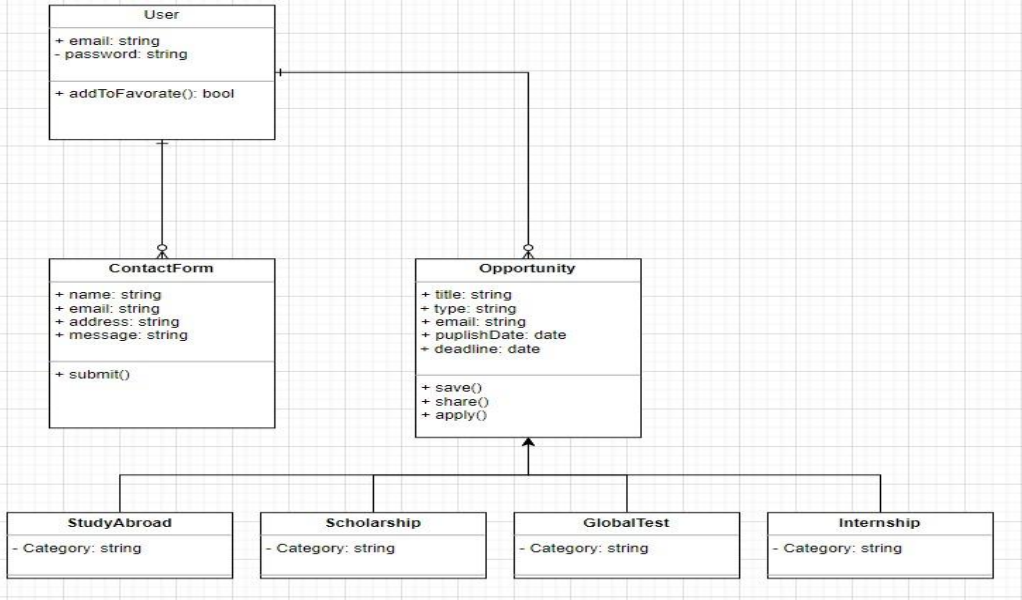 User
+ email: string
- password: string
+ addToFavorate(): bool
ContactForm
+ name: string
+ email: string
+ address: string
+ message: string
+ submit()
Opportunity
+ title: string
+ type: string
+ email: string
+ puplishDate: date
+ deadline: date
+ save()
+ share()
+ apply()
StudyAbroad
- Category: string
Scholarship
- Category: string
GlobalTest
- Category: string
Internship
- Category: string